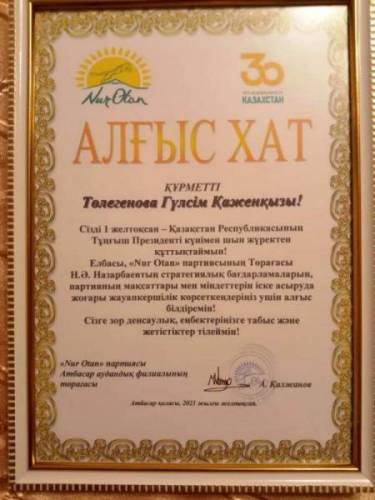 Nur Otan
30
ҚАЗАҚСТАН
АЛҒЫС ХАТ
ҚҰРМЕТТІ
Төлегенова Гүлсім Қаженқызы!
Сізді 1 желтоқсан – Қазақстан Республикасының
Тұңғыш Президенті күнімен шын жүректен
құттықтаймын!
Елбасы, «Nur Otan» партиясының Төрағасы
Н.Ә. Назарбаевтың стратегиялық бағдарламаларын,
партияның мақсаттары мен міндеттерін іске асыруда
жоғары жауапкершілік көрсеткендеріңіз үшін алғыс
білдіремін!
Сізге зор денсаулық, еңбектеріңізге табыс және
жетістіктер тілеймін!
«Nur Otan» партиясы
Атбасар аудандық филиалының
төрағасы
А. Қалжанов
Атбасар қаласы, 2021 жылғы желтоқсан.